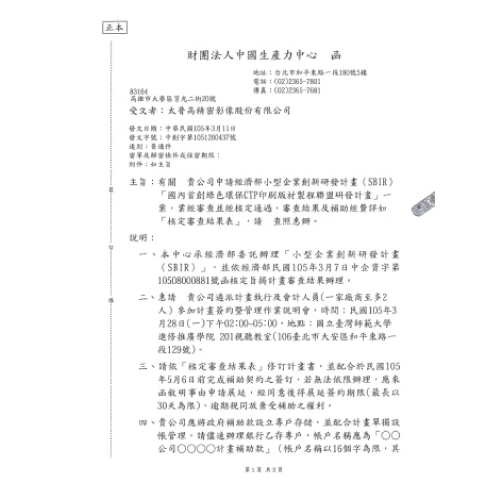 正本
財團法人中國生產力中心 函
地址：台北市和平東路一段180號5樓
電話：(02)2365-7801
傳真：(02)2365-7681
83164
高雄市大寮區莒光二街20號
受文者：太普高精密影像股份有限公司
發文日期：中華民國105年3月11日
發文字號：中創字第1051260437號
速別：普通件
密等及解密條件或保密期限：
附件：如主旨
主旨：有關 貴公司申請經濟部小型企業創新研發計畫（SBIR）
「國內首創綠色環保CTP印刷版材製程聯盟研發計畫」一
案，業經審查並經核定通過，審查結果及補助經費詳如
「核定審查結果表」，請 查照惠辦。
說明：
一、本中心承經濟部委託辦理「小型企業創新研發計畫
（SBIR）」，並依經濟部民國105年3月7日中企資字第
10508000881號函核定旨揭計畫審查結果辦理。
二、惠請 貴公司遴派計畫執行及會計人員(一家廠商至多2
人）參加計畫簽約暨管理作業說明會，時間：民國105年3
月28日(一)下午02:00~05:00，地點：國立臺灣師範大學
進修推廣學院 201視聽教室(106臺北市大安區和平東路一
段129號)。
三、請依「核定審查結果表」修訂計畫書，並配合於民國105
年5月6日前完成補助契約之簽訂，若無法依限辦理，應來
函敘明事由申請展延，經同意後得展延簽約期限(最長以
30天為限)，逾期視同放棄受補助之權利。
四、貴公司應將政府補助款設立專戶存儲，並配合計畫單獨設
帳管理。請儘速辦理銀行乙存專戶，帳戶名稱應為「○○
公司○○○○計畫補助款」（帳戶名稱以16個字為限，其
裝
訂
線
第1頁 共3頁